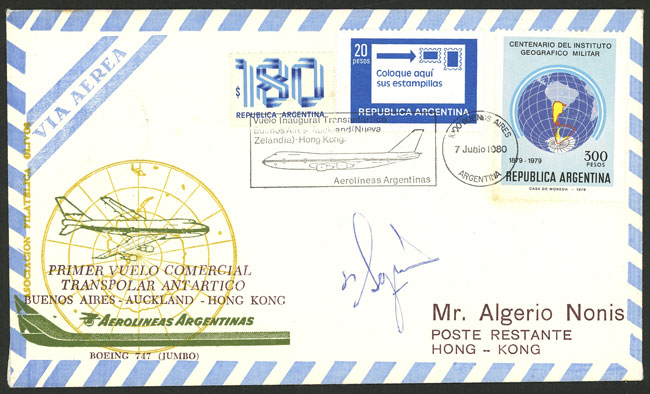 VIA AEREA
ASOCIACION FILATELICA OLIVOS
$180
REPUBLICA ARGENTINA
20
pesos
Coloque aquí
sus estampillas
REPUBLICA ARGENTINA
CENTENARIO DEL INSTITUTO
GEOGRAFICO MILITAR
1879-1979
300
PESOS
REPUBLICA ARGENTINA
CASA DE MONEDA - 1979
Vuelo Inaugural Transantártico
Buenos Aires-Auckland(Nueva
Zelandia)-Hong Kong-
Aerolíneas Argentinas
BUENOS AIRES
7 Junio 1980
ARGENTINA
PRIMER VUELO COMERCIAL
TRANSPOLAR ANTARTICO
BUENOS AIRES - AUCKLAND - HONG KONG
AEROLINEAS ARGENTINAS
BOEING 747 (JUMBO)
Mr. Algerio Nonis
POSTE RESTANTE
HONG - KONG